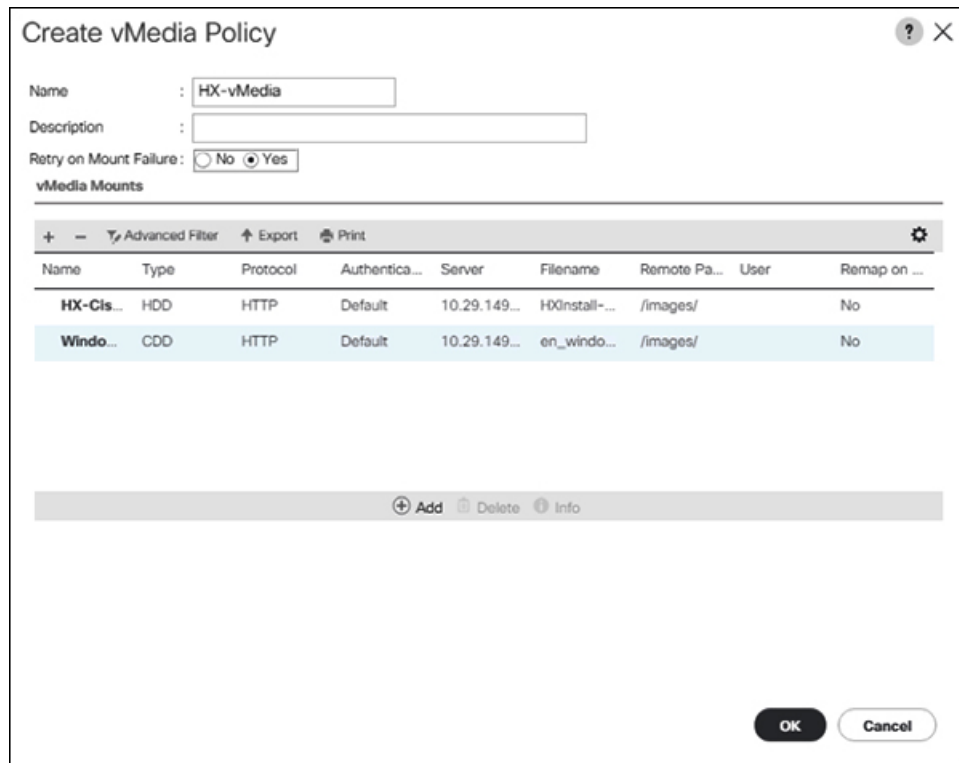 Create vMedia Policy ?
Name : HX-vMedia
Description :
Retry on Mount Failure : No Yes
vMedia Mounts
+ − Advanced Filter Export Print
Name Type Protocol Authentica... Server Filename Remote Pa... User Remap on ...
HX-Cis... HDD HTTP Default 10.29.149... HXInstall-... /images/ No
Windo... CDD HTTP Default 10.29.149... en_windo... /images/ No
Add Delete Info
OK Cancel